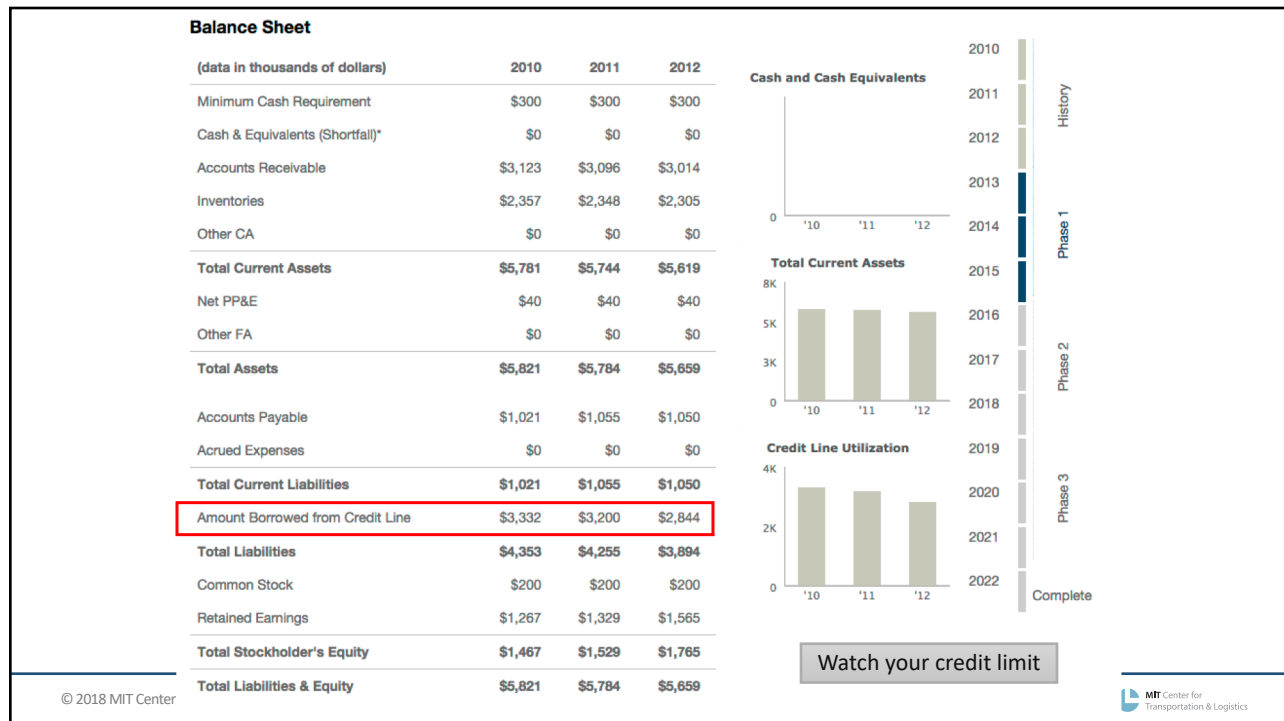 Balance Sheet
(data in thousands of dollars) 2010 2011 2012
Minimum Cash Requirement $300 $300 $300
Cash & Equivalents (Shortfall)* $0 $0 $0
Accounts Receivable $3,123 $3,096 $3,014
Inventories $2,357 $2,348 $2,305
Other CA $0 $0 $0
Total Current Assets $5,781 $5,744 $5,619
Net PP&E $40 $40 $40
Other FA $0 $0 $0
Total Assets $5,821 $5,784 $5,659
Accounts Payable $1,021 $1,055 $1,050
Accrued Expenses $0 $0 $0
Total Current Liabilities $1,021 $1,055 $1,050
Amount Borrowed from Credit Line $3,332 $3,200 $2,844
Total Liabilities $4,353 $4,255 $3,894
Common Stock $200 $200 $200
Retained Earnings $1,267 $1,329 $1,565
Total Stockholder's Equity $1,467 $1,529 $1,765
Total Liabilities & Equity $5,821 $5,784 $5,659
Cash and Cash Equivalents
0
'10 '11 '12
Total Current Assets
8K
5K
3K
0
'10 '11 '12
Credit Line Utilization
4K
2K
0
'10 '11 '12
2010
2011
2012
2013
2014
2015
2016
2017
2018
2019
2020
2021
2022
History
Phase 1
Phase 2
Phase 3
Complete
Watch your credit limit
© 2018 MIT Center
MIT Center for
Transportation & Logistics